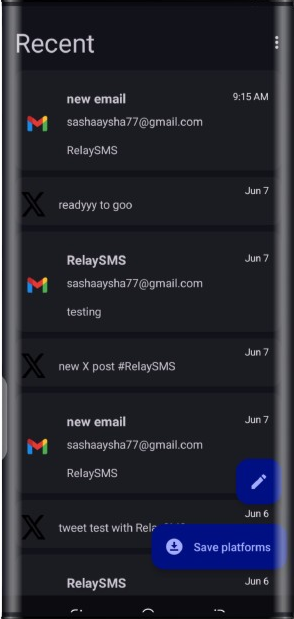 Recent
new email
9:15 AM
sashaaysha77@gmail.com
RelaySMS
Jun 7
readyyy to goo
RelaySMS
Jun 7
sashaaysha77@gmail.com
testing
Jun 7
new X post #RelaySMS
new email
Jun 7
sashaaysha77@gmail.com
RelaySMS
Jun 6
tweet test with
Save platforms
RelaySMS
Jun 6